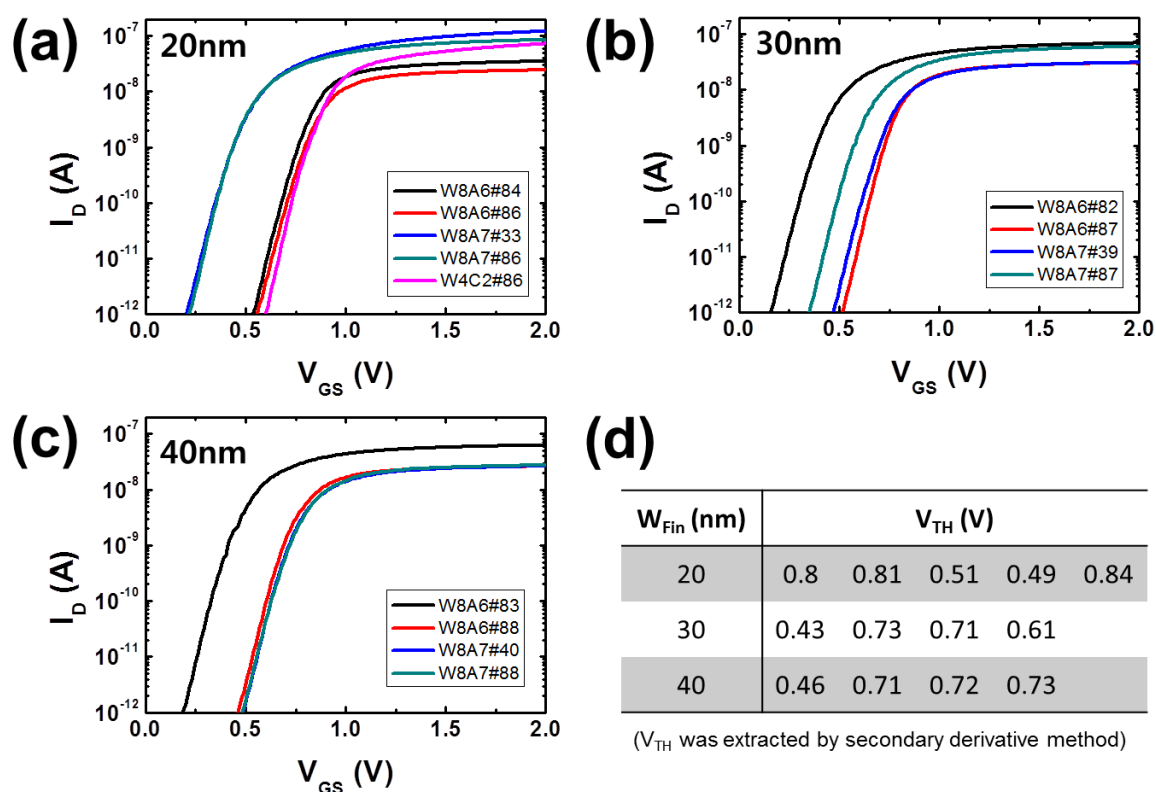 (a)
20nm
10^-7
10^-8
10^-9
10^-10
10^-11
10^-12
I_D (A)
W8A6#84
W8A6#86
W8A7#33
W8A7#86
W4C2#86
0.0 0.5 1.0 1.5 2.0
V_GS (V)
(b)
30nm
10^-7
10^-8
10^-9
10^-10
10^-11
10^-12
I_D (A)
W8A6#82
W8A6#87
W8A7#39
W8A7#87
0.0 0.5 1.0 1.5 2.0
V_GS (V)
(c)
40nm
10^-7
10^-8
10^-9
10^-10
10^-11
10^-12
I_D (A)
W8A6#83
W8A6#88
W8A7#40
W8A7#88
0.0 0.5 1.0 1.5 2.0
V_GS (V)
(d)
W_Fin (nm) V_TH (V)
20 0.8 0.81 0.51 0.49 0.84
30 0.43 0.73 0.71 0.61
40 0.46 0.71 0.72 0.73
(V_TH was extracted by secondary derivative method)